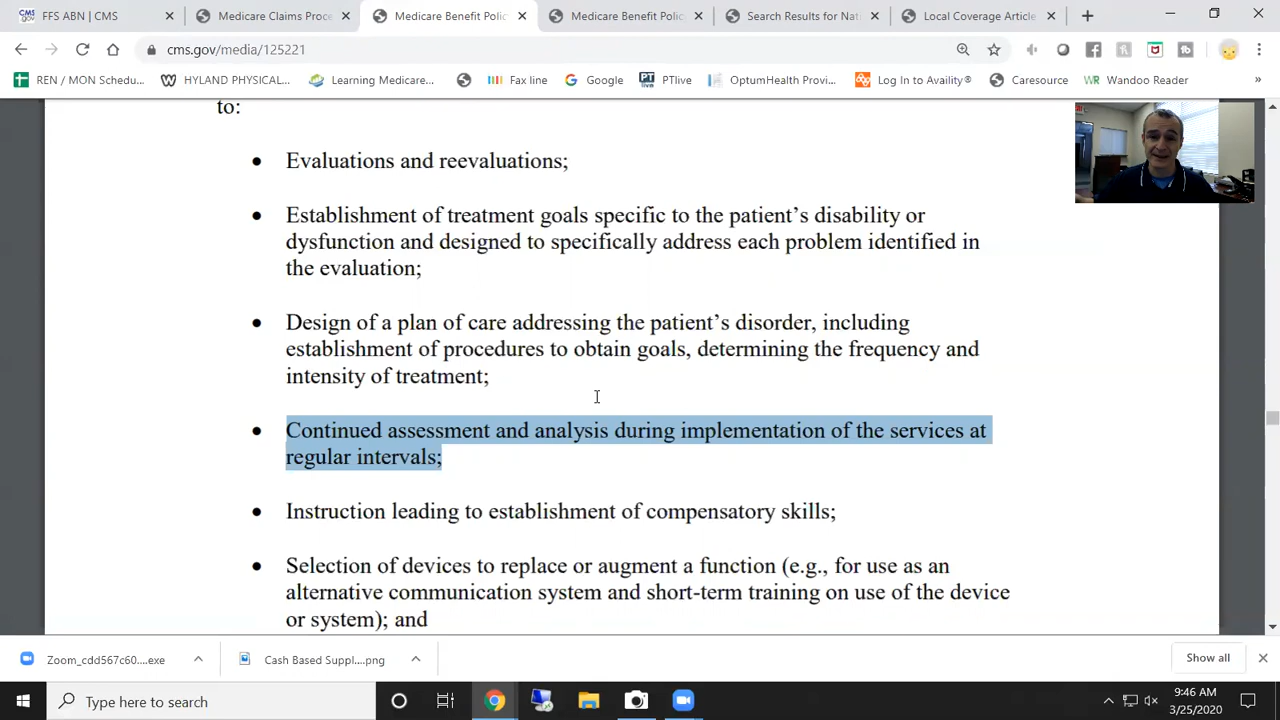 FFS ABN | CMS
Medicare Claims Proce
Medicare Benefit Polic
Medicare Benefit Polic
Search Results for Nat
Local Coverage Article
cms.gov/media/125221
REN / MON Schedu...
HYLAND PHYSICAL...
Learning Medicare...
Fax line
Google
PTlive
OptumHealth Provi...
Log In to Availity®
Caresource
WR Wandoo Reader
»
to:
• Evaluations and reevaluations;
• Establishment of treatment goals specific to the patient’s disability or
dysfunction and designed to specifically address each problem identified in
the evaluation;
• Design of a plan of care addressing the patient’s disorder, including
establishment of procedures to obtain goals, determining the frequency and
intensity of treatment;
• Continued assessment and analysis during implementation of the services at
regular intervals;
• Instruction leading to establishment of compensatory skills;
• Selection of devices to replace or augment a function (e.g., for use as an
alternative communication system and short-term training on use of the device
or system); and
Zoom_cdd567c60....exe
Cash Based Suppl....png
Show all
Type here to search
9:46 AM
3/25/2020